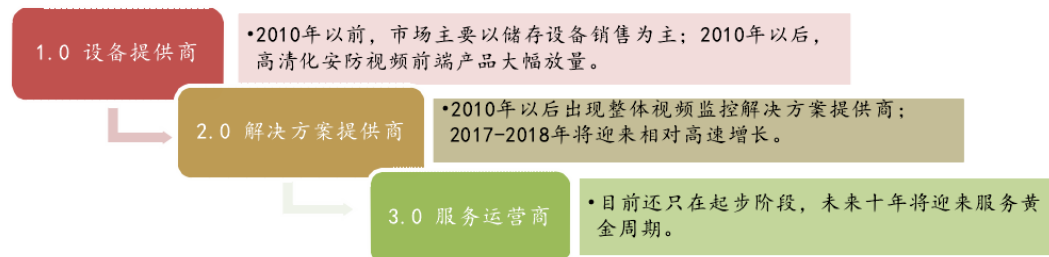 1.0 设备提供商
•2010年以前，市场主要以储存设备销售为主；2010年以后，
高清化安防视频前端产品大幅放量。
2.0 解决方案提供商
•2010年以后出现整体视频监控解决方案提供商；
2017-2018年将迎来相对高速增长。
3.0 服务运营商
•目前还只在起步阶段，未来十年将迎来服务黄
金周期。